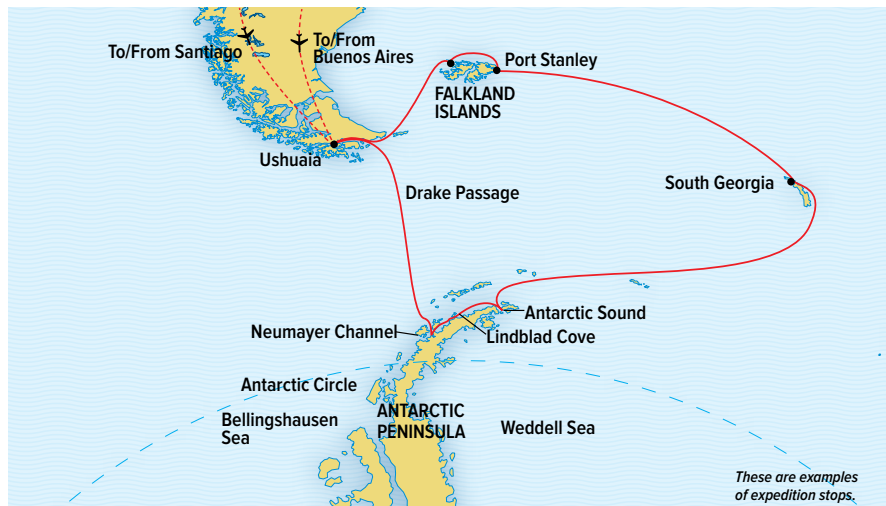 To/From Santiago
To/From
Buenos Aires
Port Stanley
FALKLAND
ISLANDS
Ushuaia
South Georgia
Drake Passage
Antarctic Sound
Neumayer Channel
Lindblad Cove
Antarctic Circle
ANTARCTIC
PENINSULA
Bellingshausen
Sea
Weddell Sea
These are examples
of expedition stops.